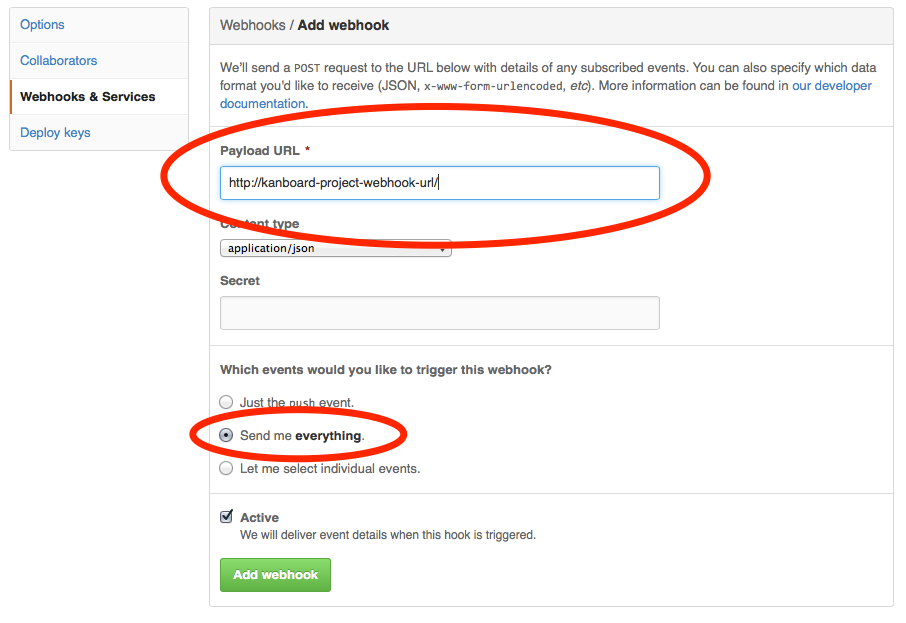 Options
Collaborators
Webhooks & Services
Deploy keys
Webhooks / Add webhook
We'll send a POST request to the URL below with details of any subscribed events. You can also specify which data
format you'd like to receive (JSON, x-www-form-urlencoded, etc). More information can be found in our developer
documentation.
Payload URL *
http://kanboard-project-webhook-url/
Content type
application/json
Secret
Which events would you like to trigger this webhook?
Just the push event.
Send me everything.
Let me select individual events.
Active
We will deliver event details when this hook is triggered.
Add webhook